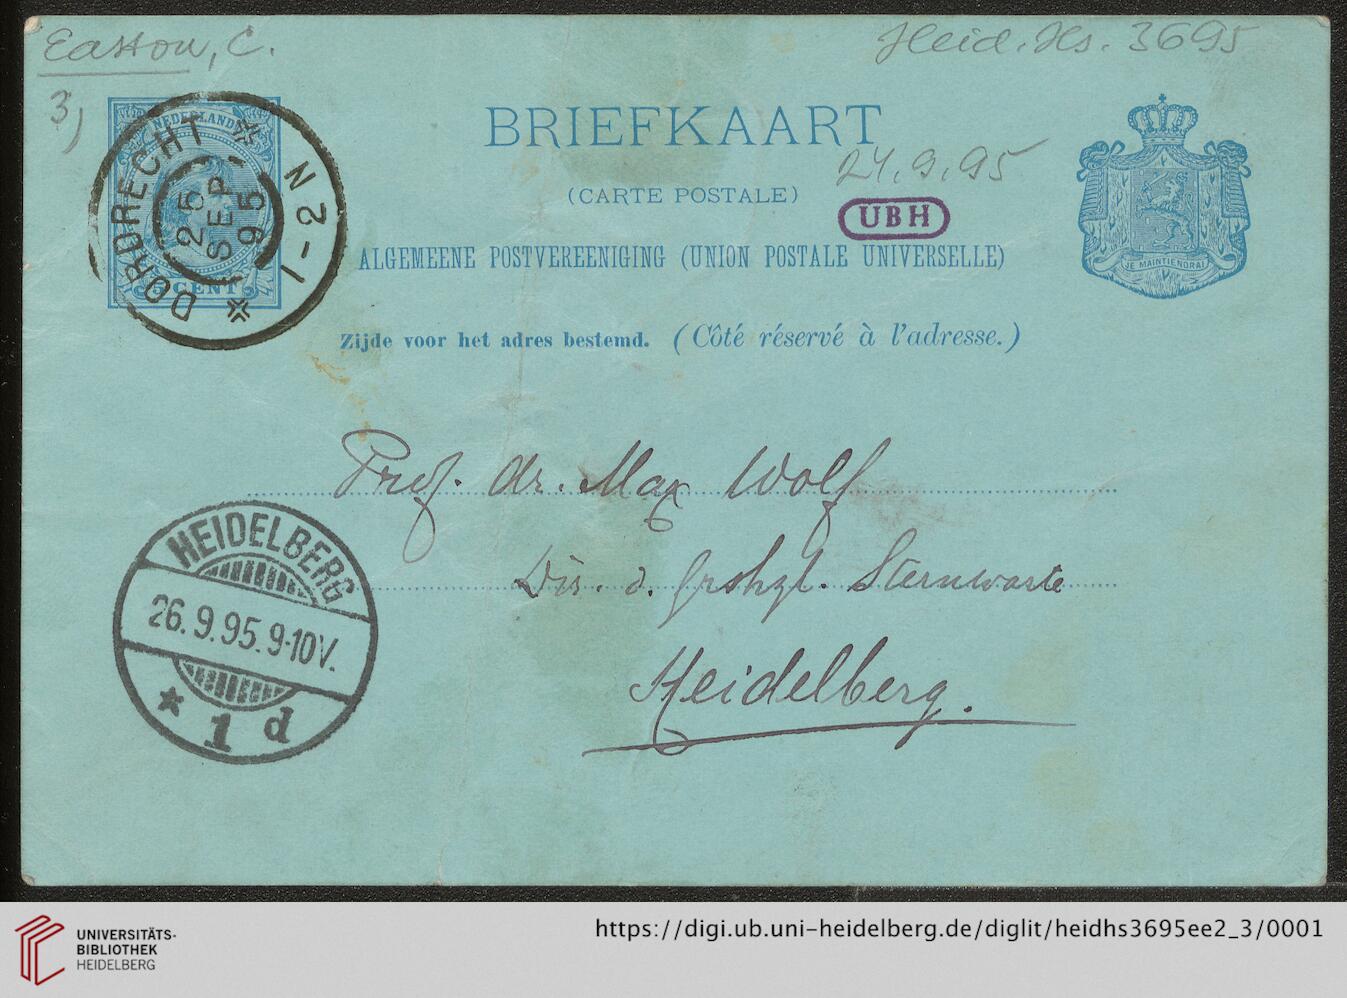 Easton, C.
Heid. Hs. 3695
3)
NEDERLAND
DORDRECHT
25
SEP
95
N
1-2
5 CENT
BRIEFKAART
24.9.95
(CARTE POSTALE)
UBH
ALGEMEENE POSTVEREENIGING (UNION POSTALE UNIVERSELLE)
JE MAINTIENDRAI
Zijde voor het adres bestemd. (Côté réservé à l'adresse.)
Prof. dr. Max Wolf
Dir. d. Grshzl. Sternwarte
Heidelberg.
HEIDELBERG
26.9.95.9-10V.
* 1 d
UNIVERSITÄTS-
BIBLIOTHEK
HEIDELBERG
https://digi.ub.uni-heidelberg.de/diglit/heidhs3695ee2_3/0001